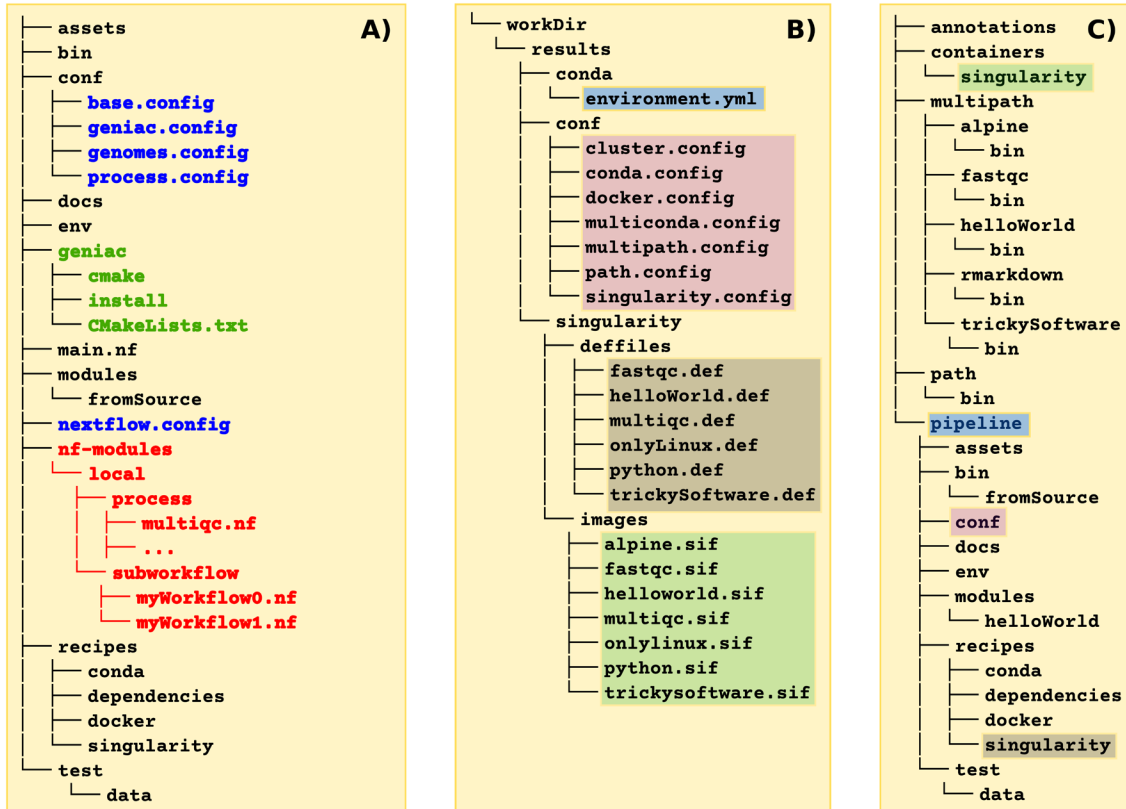 A)
assets
bin
conf
base.config
geniac.config
genomes.config
process.config
docs
env
geniac
cmake
install
CMakeLists.txt
main.nf
modules
fromSource
nextflow.config
nf-modules
local
process
multiqc.nf
...
subworkflow
myWorkflow0.nf
myWorkflow1.nf
recipes
conda
dependencies
docker
singularity
test
data
B)
workDir
results
conda
environment.yml
conf
cluster.config
conda.config
docker.config
multiconda.config
multipath.config
path.config
singularity.config
singularity
deffiles
fastqc.def
helloWorld.def
multiqc.def
onlyLinux.def
python.def
trickySoftware.def
images
alpine.sif
fastqc.sif
helloworld.sif
multiqc.sif
onlylinux.sif
python.sif
trickysoftware.sif
C)
annotations
containers
singularity
multipath
alpine
bin
fastqc
bin
helloWorld
bin
rmarkdown
bin
trickySoftware
bin
path
bin
pipeline
assets
bin
fromSource
conf
docs
env
modules
helloWorld
recipes
conda
dependencies
docker
singularity
test
data